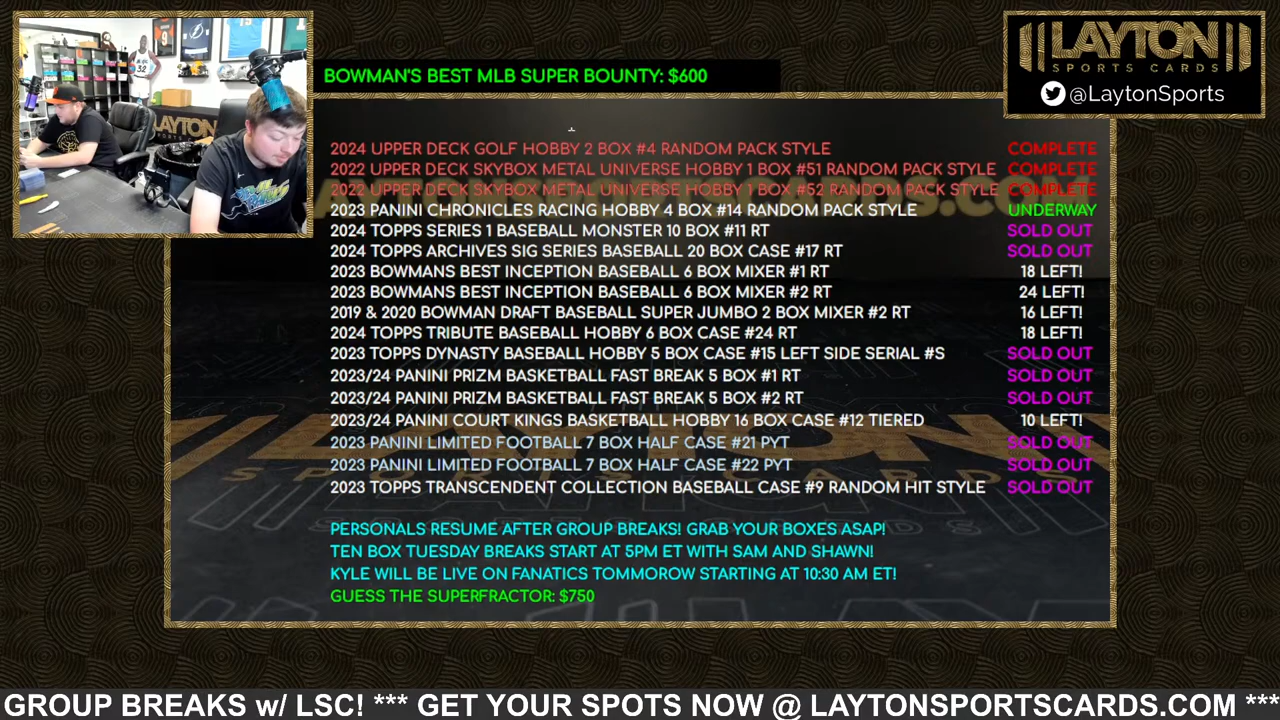 BOWMAN'S BEST MLB SUPER BOUNTY: $600
LAYTON
SPORTS CARDS
@LaytonSports
2024 UPPER DECK GOLF HOBBY 2 BOX #4 RANDOM PACK STYLE COMPLETE
2022 UPPER DECK SKYBOX METAL UNIVERSE HOBBY 1 BOX #51 RANDOM PACK STYLE COMPLETE
2022 UPPER DECK SKYBOX METAL UNIVERSE HOBBY 1 BOX #52 RANDOM PACK STYLE COMPLETE
2023 PANINI CHRONICLES RACING HOBBY 4 BOX #14 RANDOM PACK STYLE UNDERWAY
2024 TOPPS SERIES 1 BASEBALL MONSTER 10 BOX #11 RT SOLD OUT
2024 TOPPS ARCHIVES SIG SERIES BASEBALL 20 BOX CASE #17 RT SOLD OUT
2023 BOWMANS BEST INCEPTION BASEBALL 6 BOX MIXER #1 RT 18 LEFT!
2023 BOWMANS BEST INCEPTION BASEBALL 6 BOX MIXER #2 RT 24 LEFT!
2019 & 2020 BOWMAN DRAFT BASEBALL SUPER JUMBO 2 BOX MIXER #2 RT 16 LEFT!
2024 TOPPS TRIBUTE BASEBALL HOBBY 6 BOX CASE #24 RT 18 LEFT!
2023 TOPPS DYNASTY BASEBALL HOBBY 5 BOX CASE #15 LEFT SIDE SERIAL #S SOLD OUT
2023/24 PANINI PRIZM BASKETBALL FAST BREAK 5 BOX #1 RT SOLD OUT
2023/24 PANINI PRIZM BASKETBALL FAST BREAK 5 BOX #2 RT SOLD OUT
2023/24 PANINI COURT KINGS BASKETBALL HOBBY 16 BOX CASE #12 TIERED 10 LEFT!
2023 PANINI LIMITED FOOTBALL 7 BOX HALF CASE #21 PYT SOLD OUT
2023 PANINI LIMITED FOOTBALL 7 BOX HALF CASE #22 PYT SOLD OUT
2023 TOPPS TRANSCENDENT COLLECTION BASEBALL CASE #9 RANDOM HIT STYLE SOLD OUT
PERSONALS RESUME AFTER GROUP BREAKS! GRAB YOUR BOXES ASAP!
TEN BOX TUESDAY BREAKS START AT 5PM ET WITH SAM AND SHAWN!
KYLE WILL BE LIVE ON FANATICS TOMMOROW STARTING AT 10:30 AM ET!
GUESS THE SUPERFRACTOR: $750
GROUP BREAKS w/ LSC! *** GET YOUR SPOTS NOW @ LAYTONSPORTSCARDS.COM ***